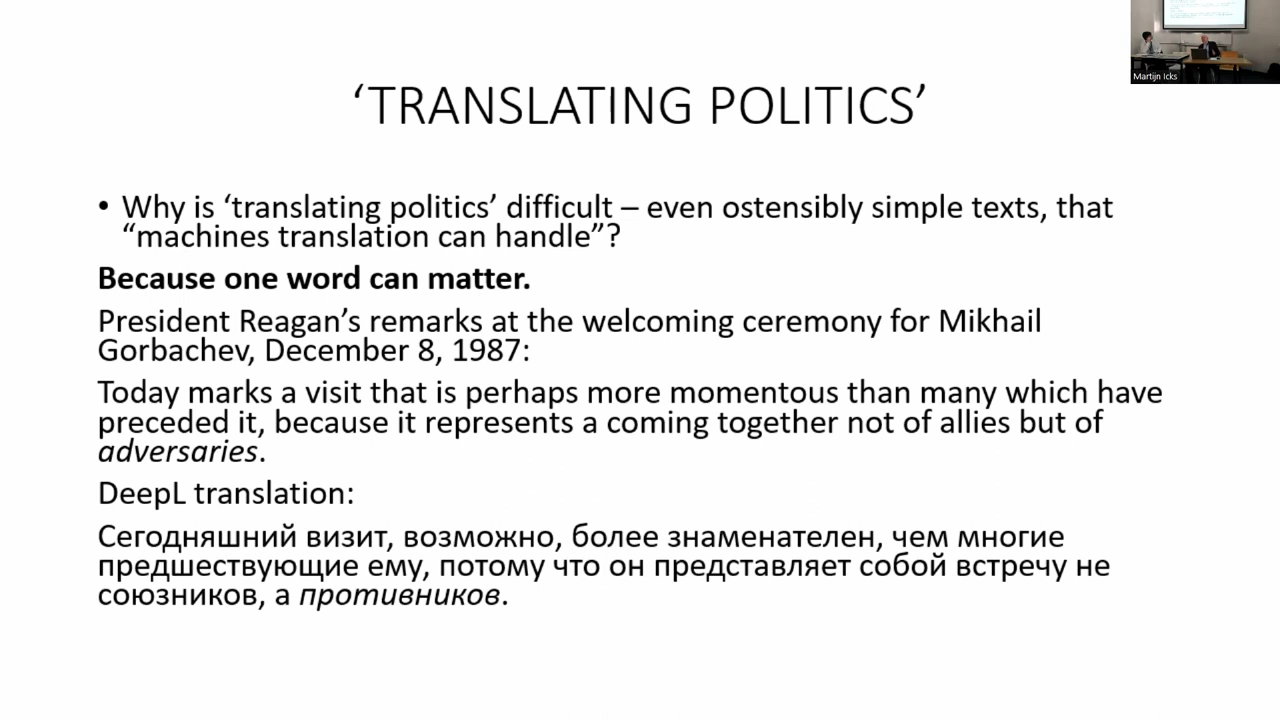 Martijn Icks
‘TRANSLATING POLITICS’
• Why is ‘translating politics’ difficult – even ostensibly simple texts, that
“machines translation can handle”?
Because one word can matter.
President Reagan’s remarks at the welcoming ceremony for Mikhail
Gorbachev, December 8, 1987:
Today marks a visit that is perhaps more momentous than many which have
preceded it, because it represents a coming together not of allies but of
adversaries.
DeepL translation:
Сегодняшний визит, возможно, более знаменателен, чем многие
предшествующие ему, потому что он представляет собой встречу не
союзников, а противников.